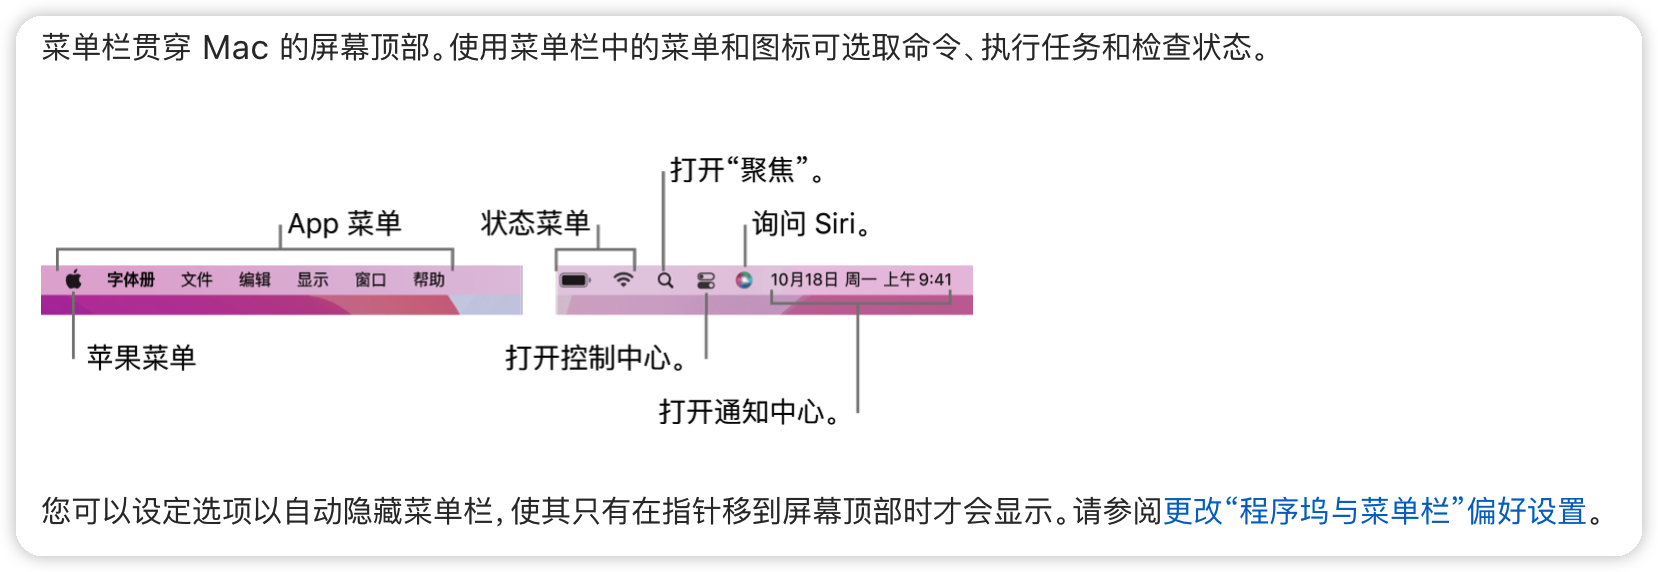 菜单栏贯穿 Mac 的屏幕顶部。使用菜单栏中的菜单和图标可选取命令、执行任务和检查状态。
打开“聚焦”。
App 菜单
状态菜单
询问 Siri。
字体册 文件 编辑 显示 窗口 帮助
10月18日 周一 上午 9:41
苹果菜单
打开控制中心。
打开通知中心。
您可以设定选项以自动隐藏菜单栏，使其只有在指针移到屏幕顶部时才会显示。请参阅更改“程序坞与菜单栏”偏好设置。